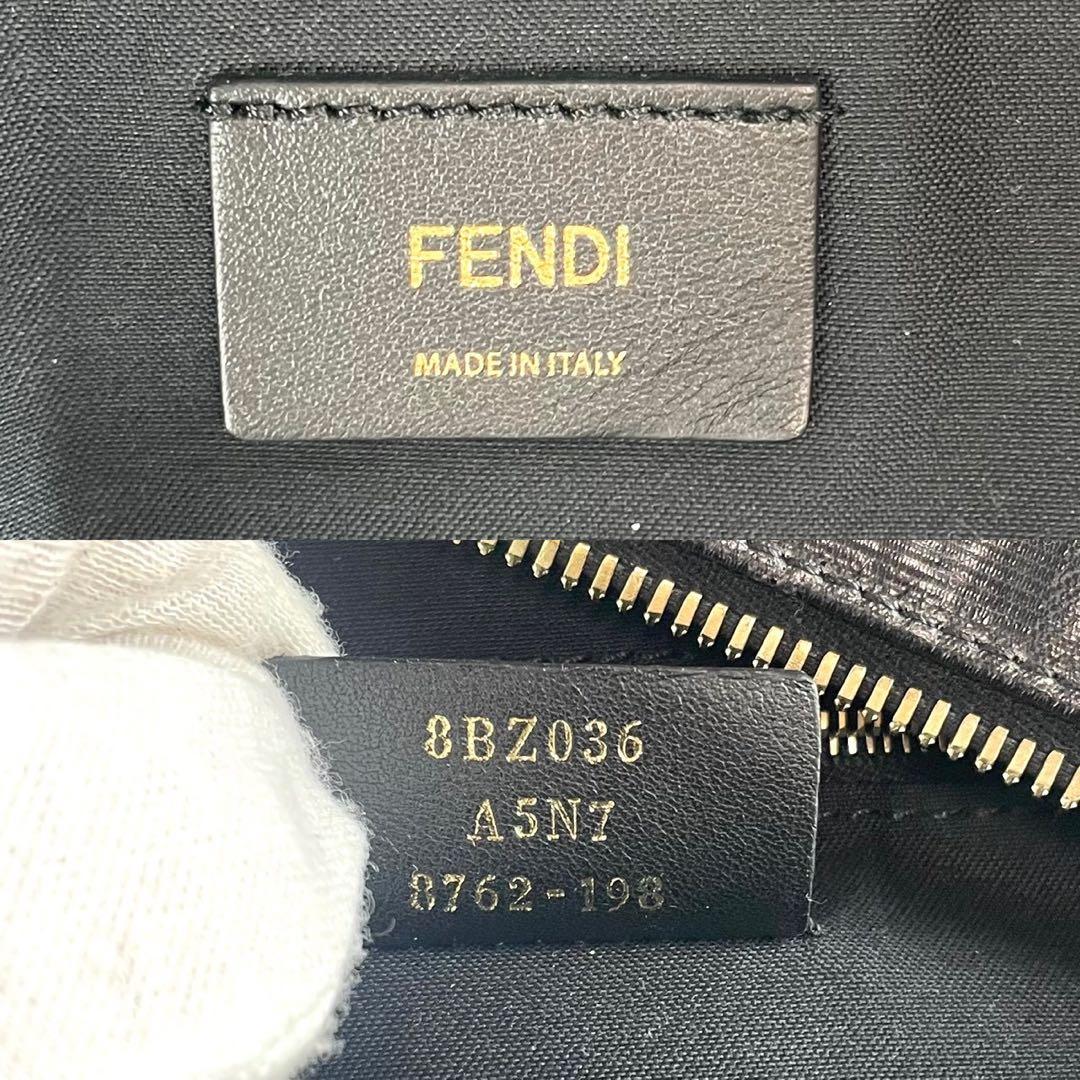 FENDI
MADE IN ITALY
8BZ036
A5N7
8762-198